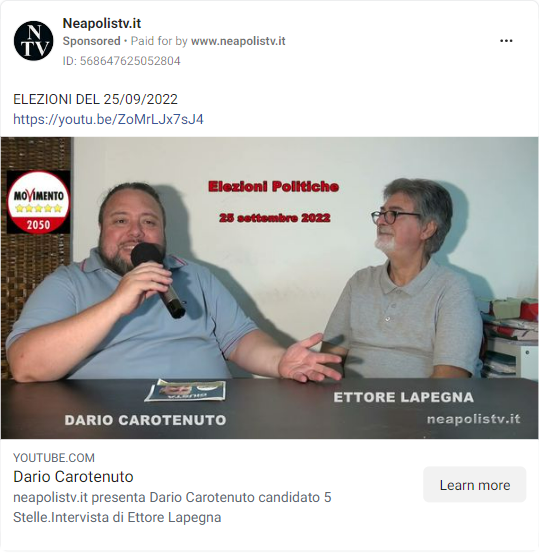 Neapolistv.it
Sponsored • Paid for by www.neapolistv.it
ID: 568647625052804
N
TV
ELEZIONI DEL 25/09/2022
https://youtu.be/ZoMrLJx7sJ4
MOVIMENTO
2050
Elezioni Politiche
25 settembre 2022
GIUSTA
DARIO CAROTENUTO
ETTORE LAPEGNA
neapolistv.it
YOUTUBE.COM
Dario Carotenuto
neapolistv.it presenta Dario Carotenuto candidato 5
Stelle.Intervista di Ettore Lapegna
Learn more